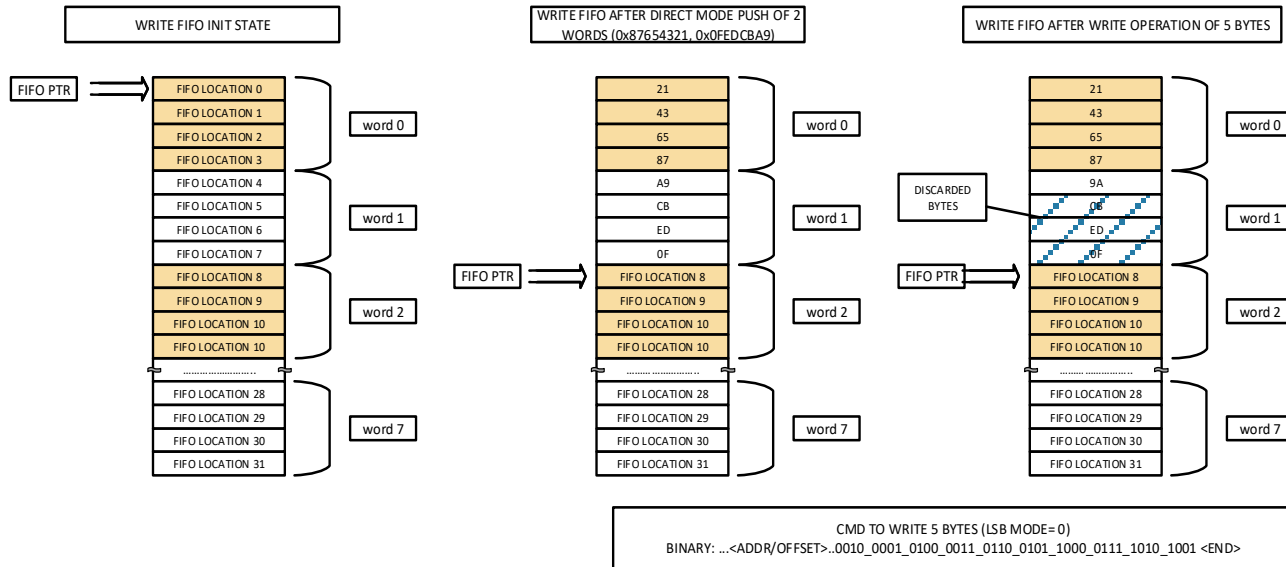 WRITE FIFO INIT STATE
FIFO PTR
FIFO LOCATION 0
FIFO LOCATION 1
FIFO LOCATION 2
FIFO LOCATION 3
FIFO LOCATION 4
FIFO LOCATION 5
FIFO LOCATION 6
FIFO LOCATION 7
FIFO LOCATION 8
FIFO LOCATION 9
FIFO LOCATION 10
FIFO LOCATION 10
..........................
FIFO LOCATION 28
FIFO LOCATION 29
FIFO LOCATION 30
FIFO LOCATION 31
word 0
word 1
word 2
word 7
WRITE FIFO AFTER DIRECT MODE PUSH OF 2
WORDS (0x87654321, 0x0FEDCBA9)
21
43
65
87
A9
CB
ED
0F
FIFO PTR
FIFO LOCATION 8
FIFO LOCATION 9
FIFO LOCATION 10
FIFO LOCATION 10
..........................
FIFO LOCATION 28
FIFO LOCATION 29
FIFO LOCATION 30
FIFO LOCATION 31
word 0
word 1
word 2
word 7
WRITE FIFO AFTER WRITE OPERATION OF 5 BYTES
21
43
65
87
9A
DISCARDED
BYTES
CB
ED
0F
FIFO PTR
FIFO LOCATION 8
FIFO LOCATION 9
FIFO LOCATION 10
FIFO LOCATION 10
..........................
FIFO LOCATION 28
FIFO LOCATION 29
FIFO LOCATION 30
FIFO LOCATION 31
word 0
word 1
word 2
word 7
CMD TO WRITE 5 BYTES (LSB MODE= 0)
BINARY: ...<ADDR/OFFSET>..0010_0001_0100_0011_0110_0101_1000_0111_1010_1001 <END>